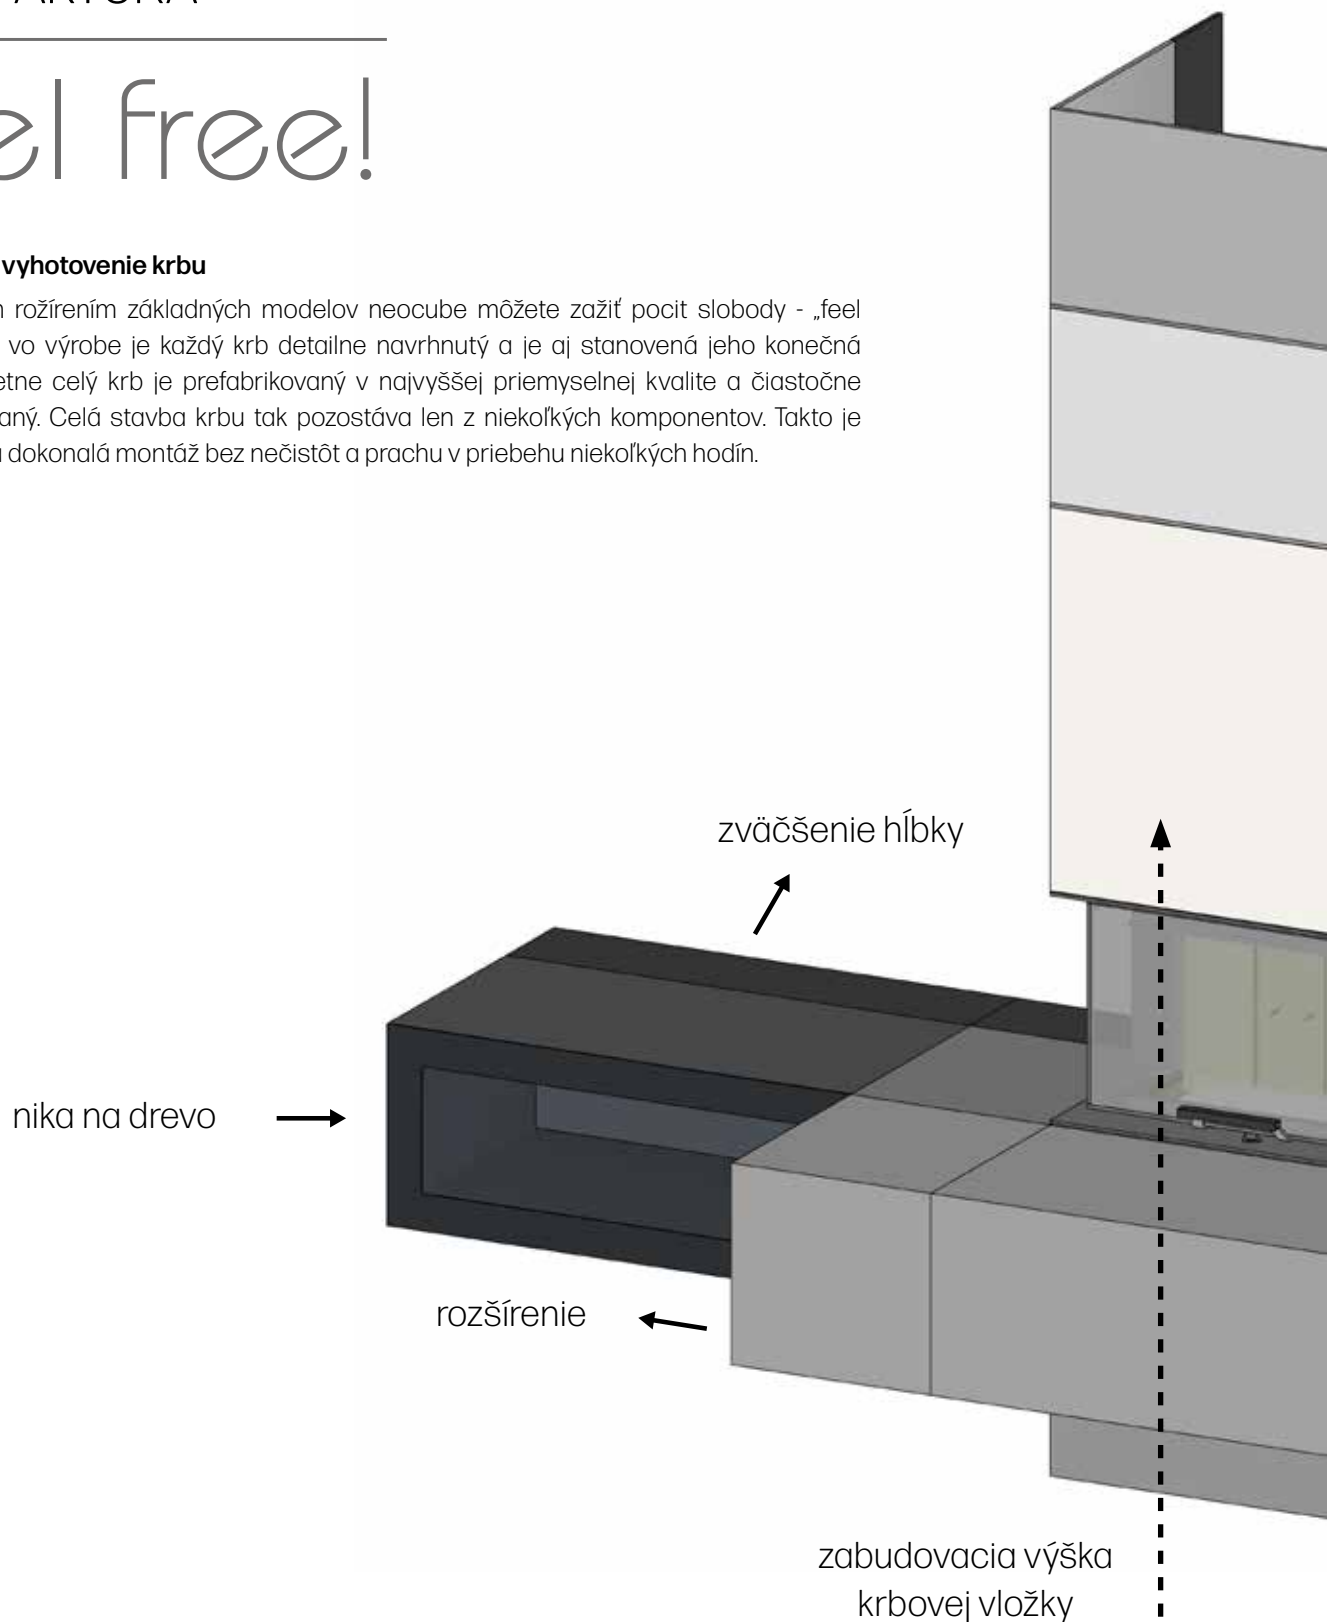 AKTÚRA
el free!
vyhotovenie krbu
rožírením základných modelov neocube môžete zažiť pocit slobody - „feel
vo výrobe je každý krb detailne navrhnutý a je aj stanovená jeho konečná
etne celý krb je prefabrikovaný v najvyššej priemyselnej kvalite a čiastočne
aný. Celá stavba krbu tak pozostáva len z niekoľkých komponentov. Takto je
dokonalá montáž bez nečistôt a prachu v priebehu niekoľkých hodín.
zväčšenie hĺbky
nika na drevo
rozšírenie
zabudovacia výška
krbovej vložky